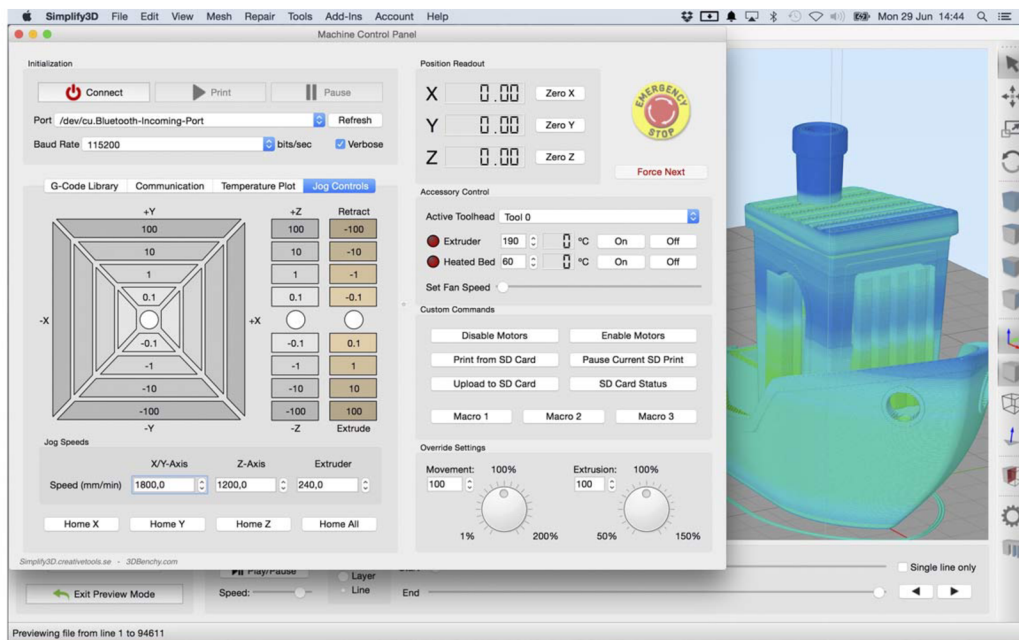 Simplify3D File Edit View Mesh Repair Tools Add-Ins Account Help Mon 29 Jun 14:44
Machine Control Panel
Initialization
Connect Print Pause
Port /dev/cu.Bluetooth-Incoming-Port Refresh
Baud Rate 115200 bits/sec Verbose
G-Code Library Communication Temperature Plot Jog Controls
+Y +Z Retract
100 100 -100
10 10 -10
1 1 -1
0.1 0.1 -0.1
-X +X
-0.1 -0.1 0.1
-1 -1 1
-10 -10 10
-100 -100 100
-Y -Z Extrude
Jog Speeds
X/Y-Axis Z-Axis Extruder
Speed (mm/min) 1800,0 1200,0 240,0
Home X Home Y Home Z Home All
Simplify3D.creativetools.se - 3DBenchy.com
Position Readout
X 0.00 Zero X
Y 0.00 Zero Y
Z 0.00 Zero Z
EMERGENCY
STOP
Force Next
Accessory Control
Active Toolhead Tool 0
Extruder 190 0 °C On Off
Heated Bed 60 0 °C On Off
Set Fan Speed
Custom Commands
Disable Motors Enable Motors
Print from SD Card Pause Current SD Print
Upload to SD Card SD Card Status
Macro 1 Macro 2 Macro 3
Override Settings
Movement: 100% Extrusion: 100%
100 100
1% 200% 50% 150%
Play/Pause Layer Single line only
Exit Preview Mode Speed: Line End
Previewing file from line 1 to 94611